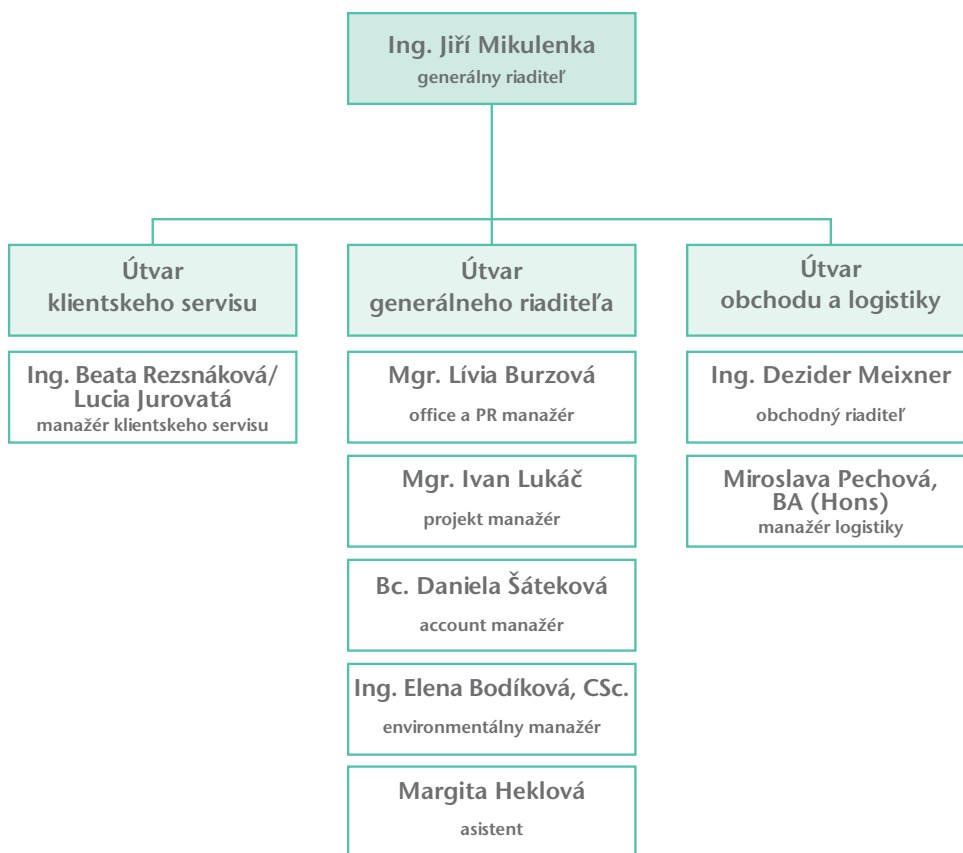 Ing. Jiří Mikulenka
generálny riaditeľ
Útvar
klientskeho servisu
Ing. Beata Rezsnáková/
Lucia Jurovatá
manažér klientskeho servisu
Útvar
generálneho riaditeľa
Mgr. Lívia Burzová
office a PR manažér
Mgr. Ivan Lukáč
projekt manažér
Bc. Daniela Šáteková
account manažér
Ing. Elena Bodíková, CSc.
environmentálny manažér
Margita Heklová
asistent
Útvar
obchodu a logistiky
Ing. Dezider Meixner
obchodný riaditeľ
Miroslava Pechová,
BA (Hons)
manažér logistiky